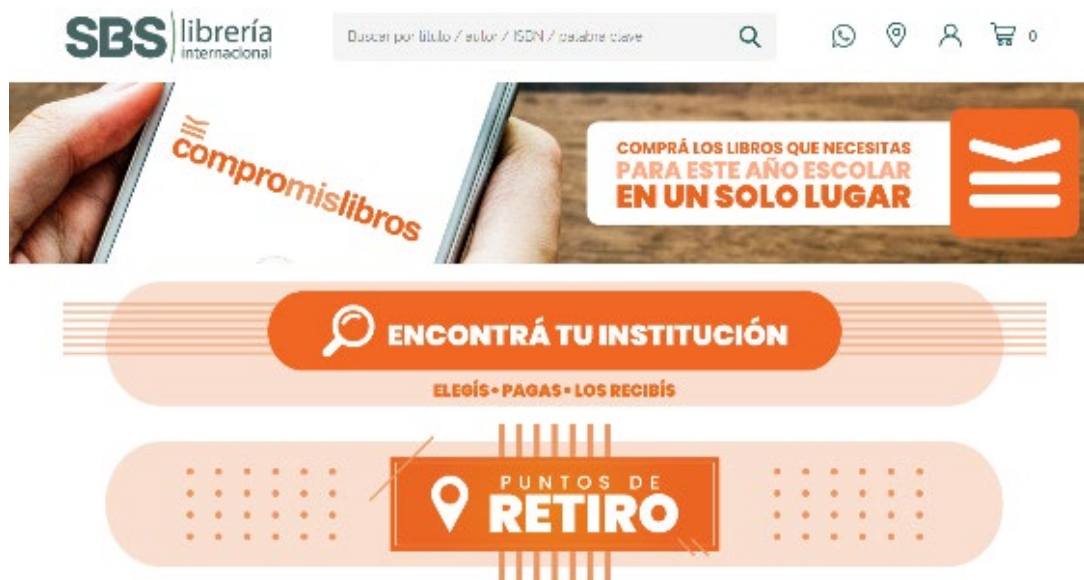 SBS librería
internacional
Buscar por título / autor / ISBN / palabra clave
0
compromislibros
COMPRÁ LOS LIBROS QUE NECESITAS
PARA ESTE AÑO ESCOLAR
EN UN SOLO LUGAR
ENCONTRÁ TU INSTITUCIÓN
ELEGÍS • PAGAS • LOS RECIBÍS
PUNTOS DE
RETIRO